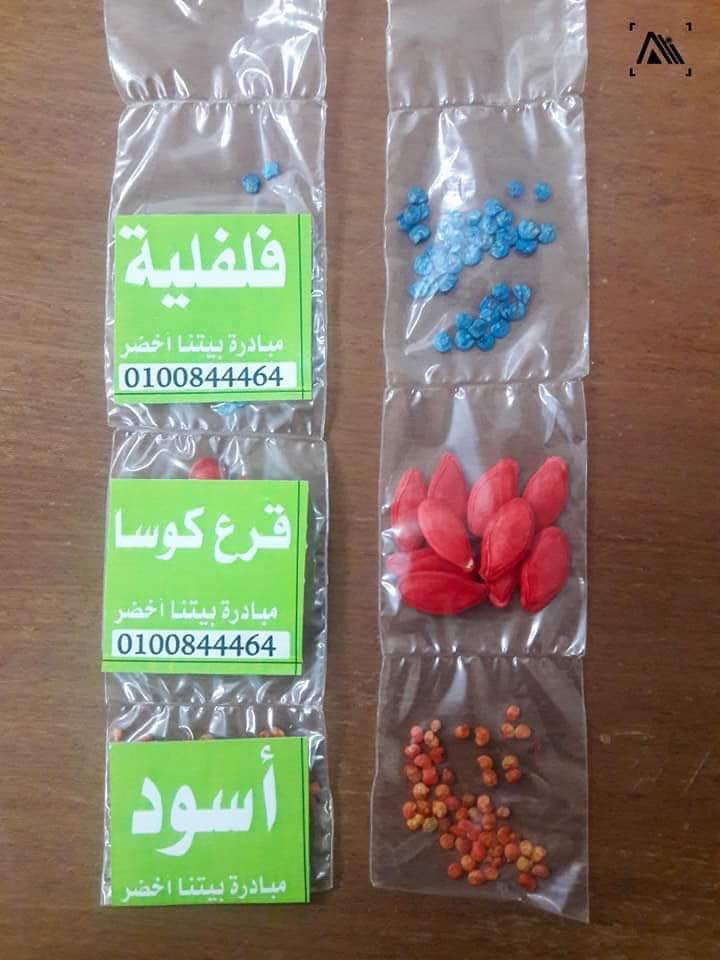 فلفلية
مبادرة بيتنا أخضر
0100844464
قرع كوسا
مبادرة بيتنا أخضر
0100844464
أسود
مبادرة بيتنا أخضر